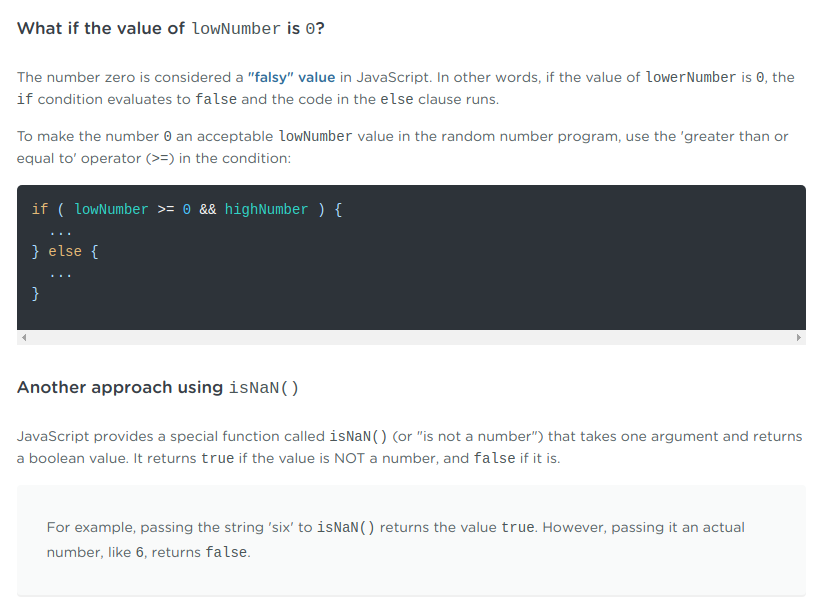 What if the value of lowNumber is 0?
The number zero is considered a "falsy" value in JavaScript. In other words, if the value of lowerNumber is 0, the
if condition evaluates to false and the code in the else clause runs.
To make the number 0 an acceptable lowNumber value in the random number program, use the 'greater than or
equal to' operator (>=) in the condition:
if ( lowNumber >= 0 && highNumber ) {
  ...
} else {
  ...
}
Another approach using isNaN()
JavaScript provides a special function called isNaN() (or "is not a number") that takes one argument and returns
a boolean value. It returns true if the value is NOT a number, and false if it is.
For example, passing the string 'six' to isNaN() returns the value true. However, passing it an actual
number, like 6, returns false.